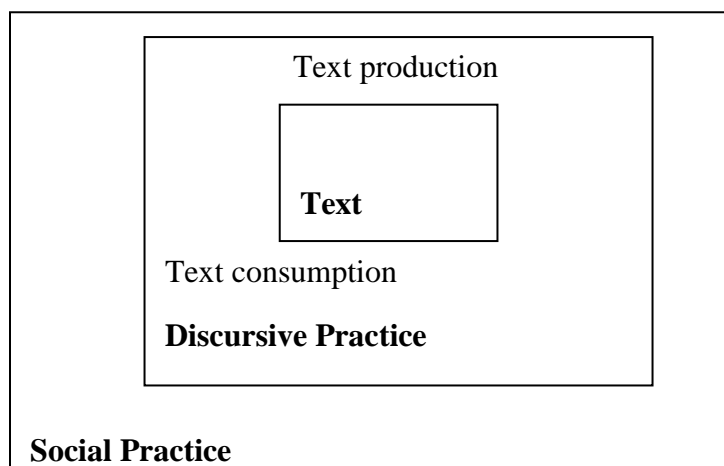 Text production
Text
Text consumption
Discursive Practice
Social Practice